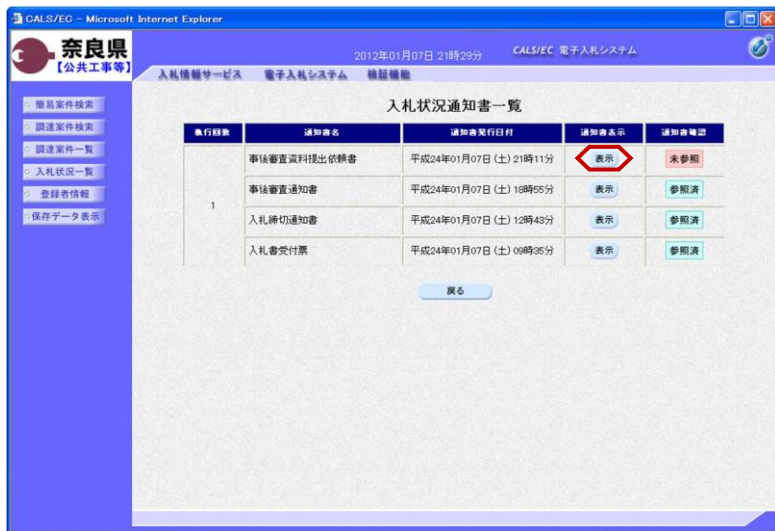 CALS/EC - Microsoft Internet Explorer
奈良県
【公共工事等】
2012年01月07日 21時29分
CALS/EC 電子入札システム
入札情報サービス 電子入札システム 検証機能
簡易案件検索
調達案件検索
調達案件一覧
入札状況一覧
登録者情報
保存データ表示
入札状況通知書一覧
執行回数 通知書名 通知書発行日付 通知書表示 通知書確認
1
事後審査資料提出依頼書 平成24年01月07日(土)21時11分 表示 未参照
事後審査通知書 平成24年01月07日(土)18時55分 表示 参照済
入札締切通知書 平成24年01月07日(土)12時43分 表示 参照済
入札書受付票 平成24年01月07日(土)09時35分 表示 参照済
戻る